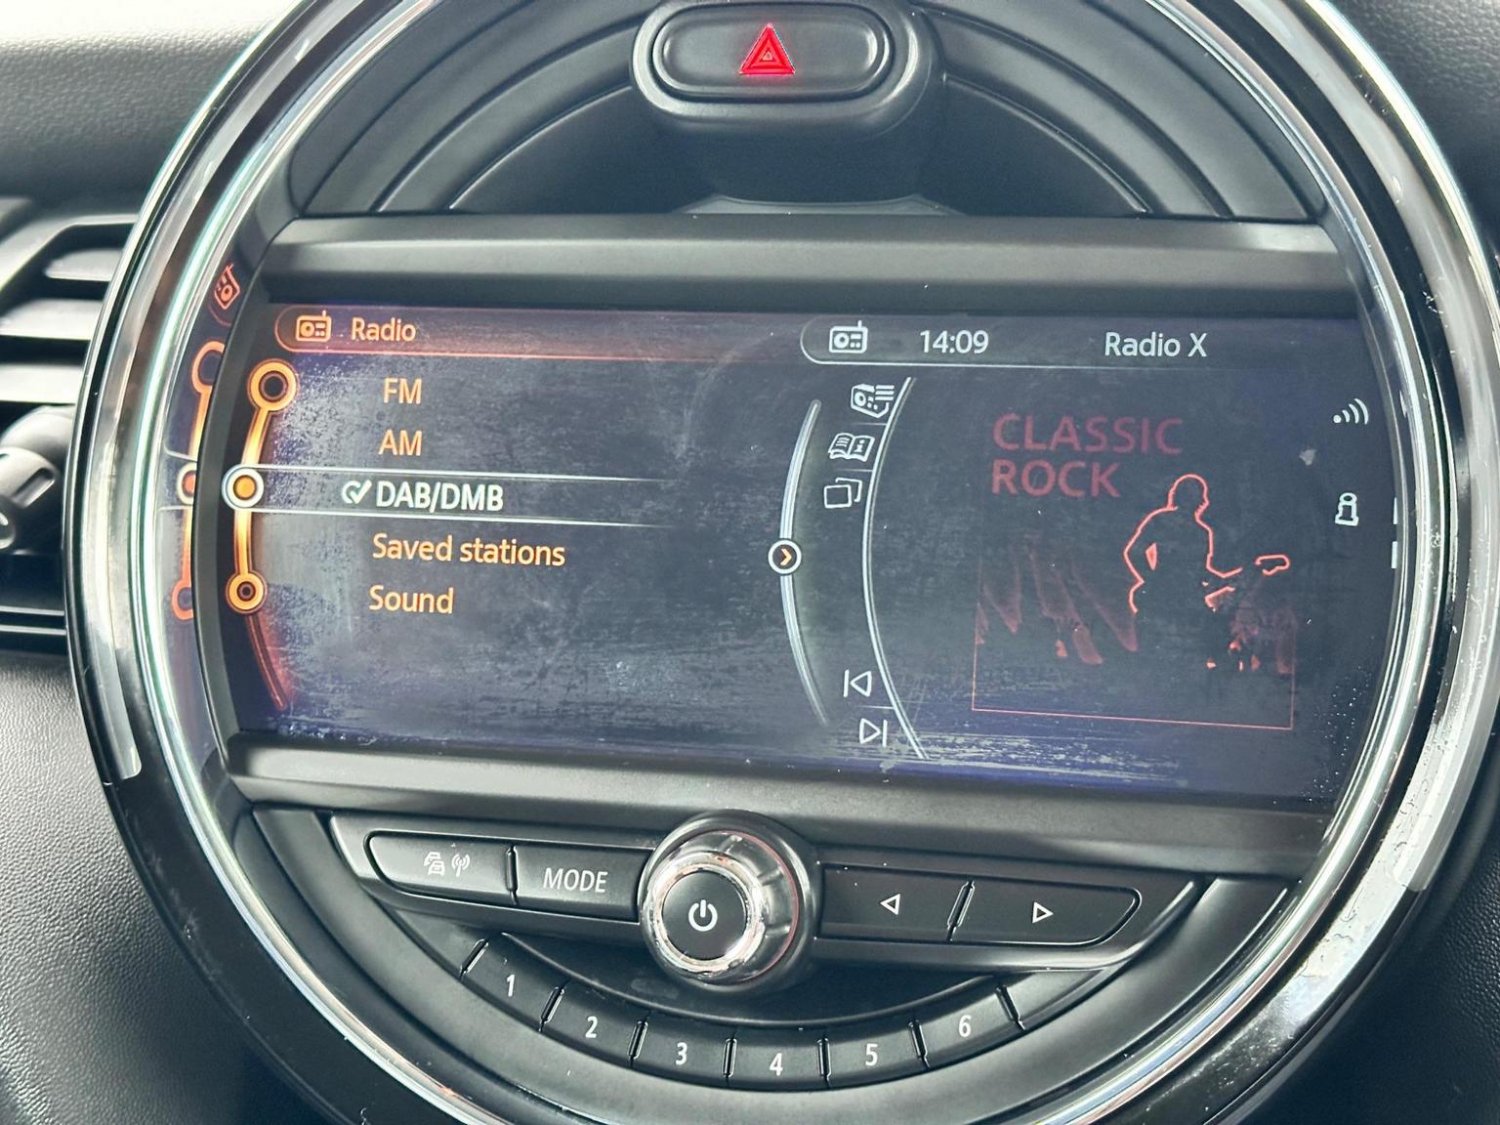 Radio
FM
AM
DAB/DMB
Saved stations
Sound
14:09
Radio X
CLASSIC
ROCK
MODE
1
2
3
4
5
6